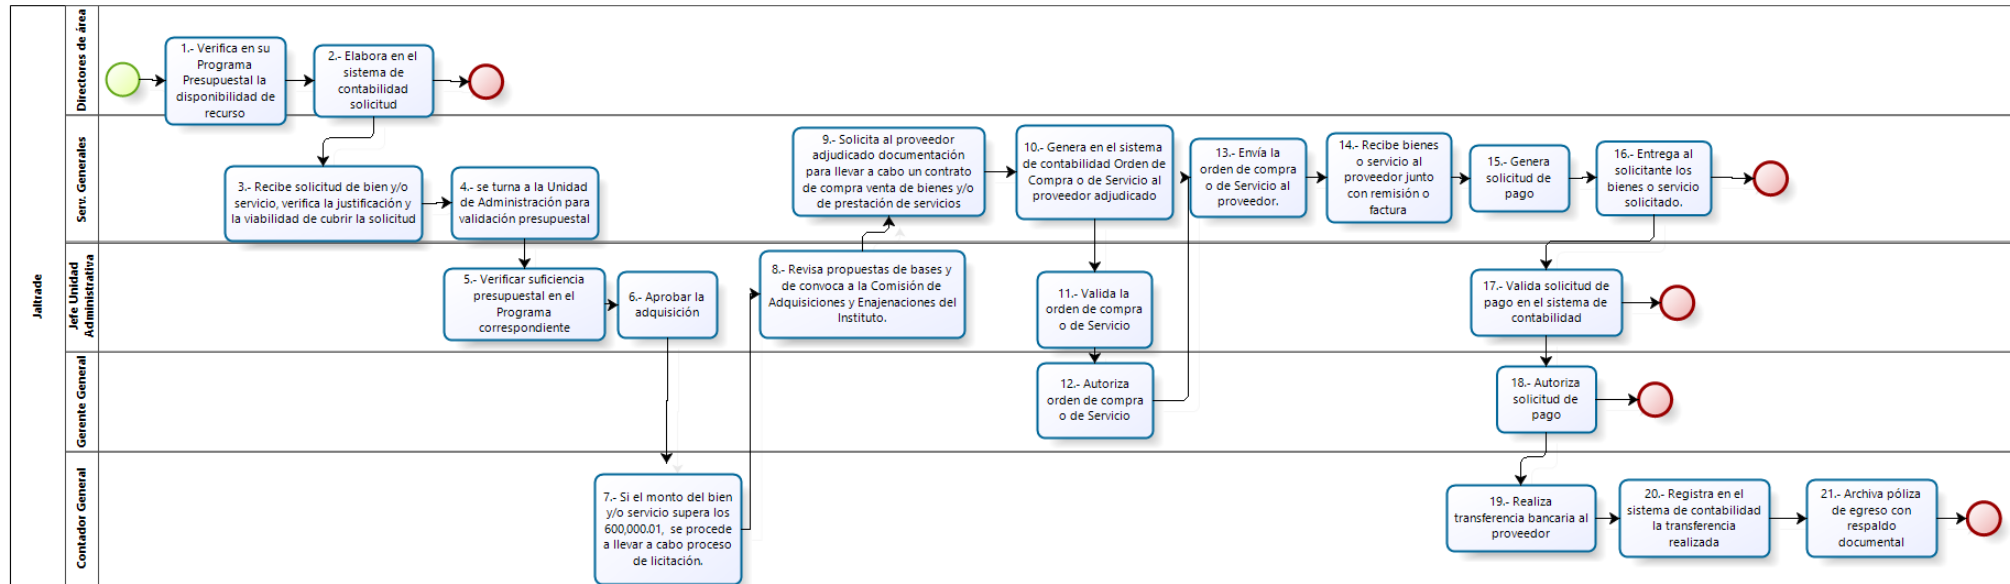 Jaltrade
Directores de área
1.- Verifica en su
Programa
Presupuestal la
disponibilidad de
recurso
2.- Elabora en el
sistema de
contabilidad
solicitud
Serv. Generales
3.- Recibe solicitud de bien y/o
servicio, verifica la justificación y
la viabilidad de cubrir la solicitud
4.- se turna a la Unidad
de Administración para
validación presupuestal
9.- Solicita al proveedor
adjudicado documentación
para llevar a cabo un contrato
de compra venta de bienes y/o
de prestación de servicios
10.- Genera en el sistema
de contabilidad Orden de
Compra o de Servicio al
proveedor adjudicado
13.- Envía la
orden de compra
o de Servicio al
proveedor.
14.- Recibe bienes
o servicio al
proveedor junto
con remisión o
factura
15.- Genera
solicitud de
pago
16.- Entrega al
solicitante los
bienes o servicio
solicitado.
Jefe Unidad
Administrativa
5.- Verificar suficiencia
presupuestal en el
Programa
correspondiente
6.- Aprobar la
adquisición
8.- Revisa propuestas de bases y
de convoca a la Comisión de
Adquisiciones y Enajenaciones del
Instituto.
11.- Valida la
orden de compra
o de Servicio
17.- Valida solicitud de
pago en el sistema de
contabilidad
Gerente General
12.- Autoriza
orden de compra
o de Servicio
18.- Autoriza
solicitud de
pago
Contador General
7.- Si el monto del bien
y/o servicio supera los
600,000.01, se procede
a llevar a cabo proceso
de licitación.
19.- Realiza
transferencia bancaria al
proveedor
20.- Registra en el
sistema de contabilidad
la transferencia
realizada
21.- Archiva póliza
de egreso con
respaldo
documental